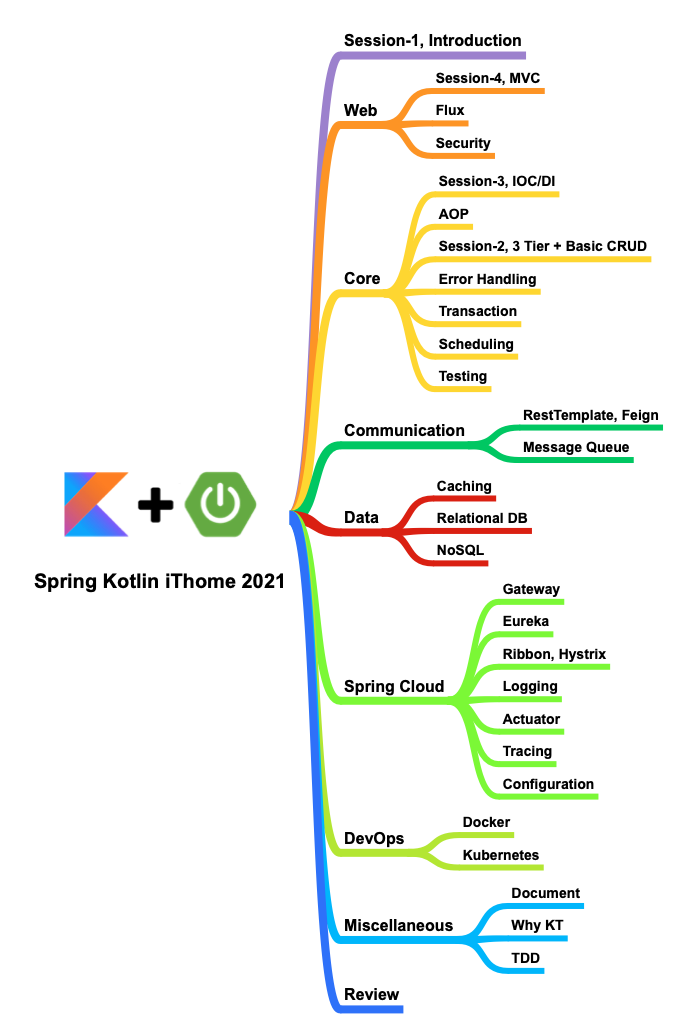 Session-1, Introduction
Web
Session-4, MVC
Flux
Security
Core
Session-3, IOC/DI
AOP
Session-2, 3 Tier + Basic CRUD
Error Handling
Transaction
Scheduling
Testing
Communication
RestTemplate, Feign
Message Queue
Data
Caching
Relational DB
NoSQL
Spring Kotlin iThome 2021
Spring Cloud
Gateway
Eureka
Ribbon, Hystrix
Logging
Actuator
Tracing
Configuration
DevOps
Docker
Kubernetes
Miscellaneous
Document
Why KT
TDD
Review